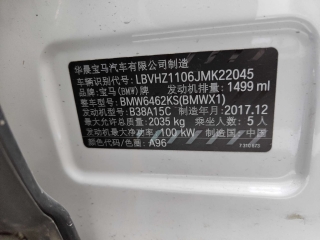 华晨宝马汽车有限公司制造
车辆识别代号:LBVHZ1106JMK22045
品牌:宝马(BMW)牌 发动机排量:1499 ml
整车型号:BMW6462KS(BMWX1)
发动机型号:B38A15C 制造年月:2017.12
最大允许总质量:2035 kg 乘坐人数:5人
发动机最大净功率:100 kW 制造国:中国
颜色代码/色漆:A96